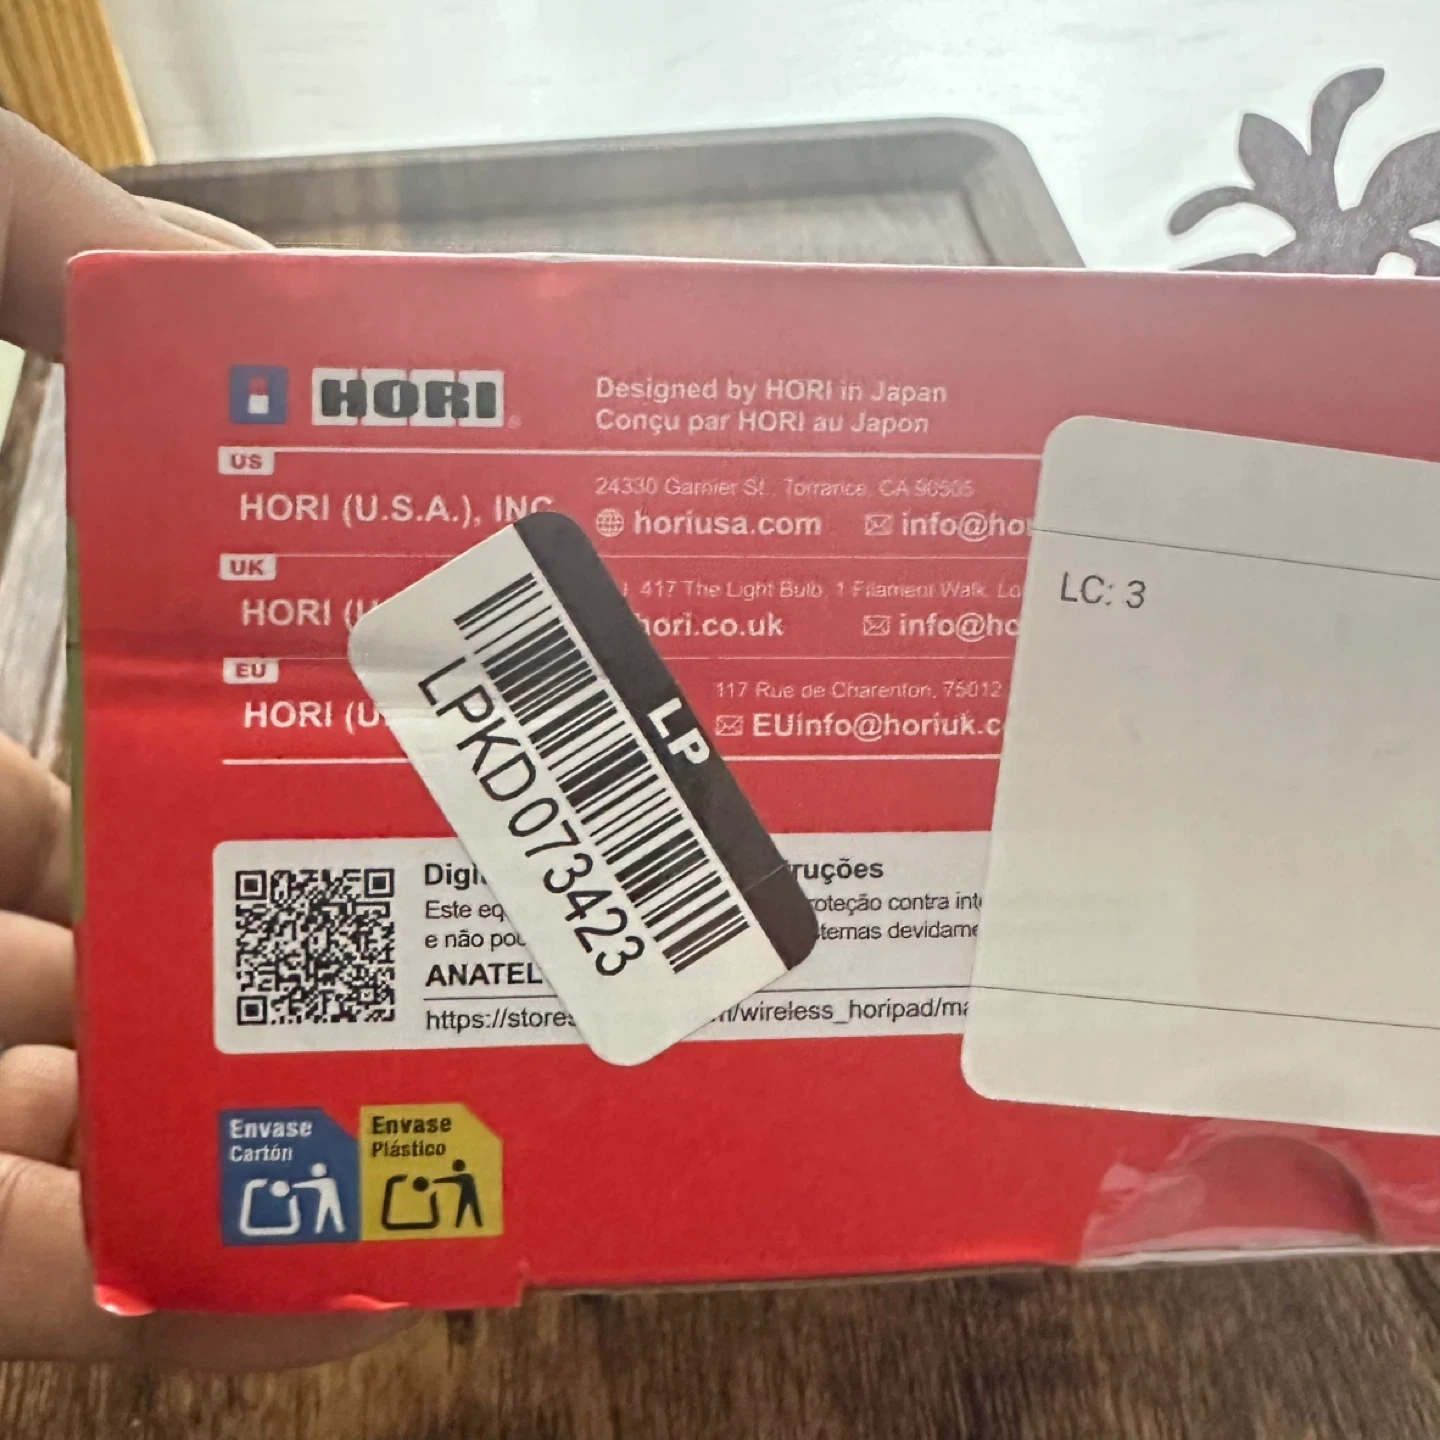 HORI
Designed by HORI in Japan
Conçu par HORI au Japon
US
HORI (U.S.A.), INC
24330 Garnier St., Torrance, CA 90505
horiusa.com info@ho
UK
HORI (U
417 The Light Bulb, 1 Filament Walk, Lo
hori.co.uk info@ho
EU
HORI (U
117 Rue de Charenton, 75012
EUinfo@horiuk.c
LC: 3
LP
LPKD073423
Digi ruções
Este eq roteção contra int
e não pou stemas devidame
ANATEL
https://stores m/wireless_horipad/ma
Envase
Cartón
Envase
Plástico